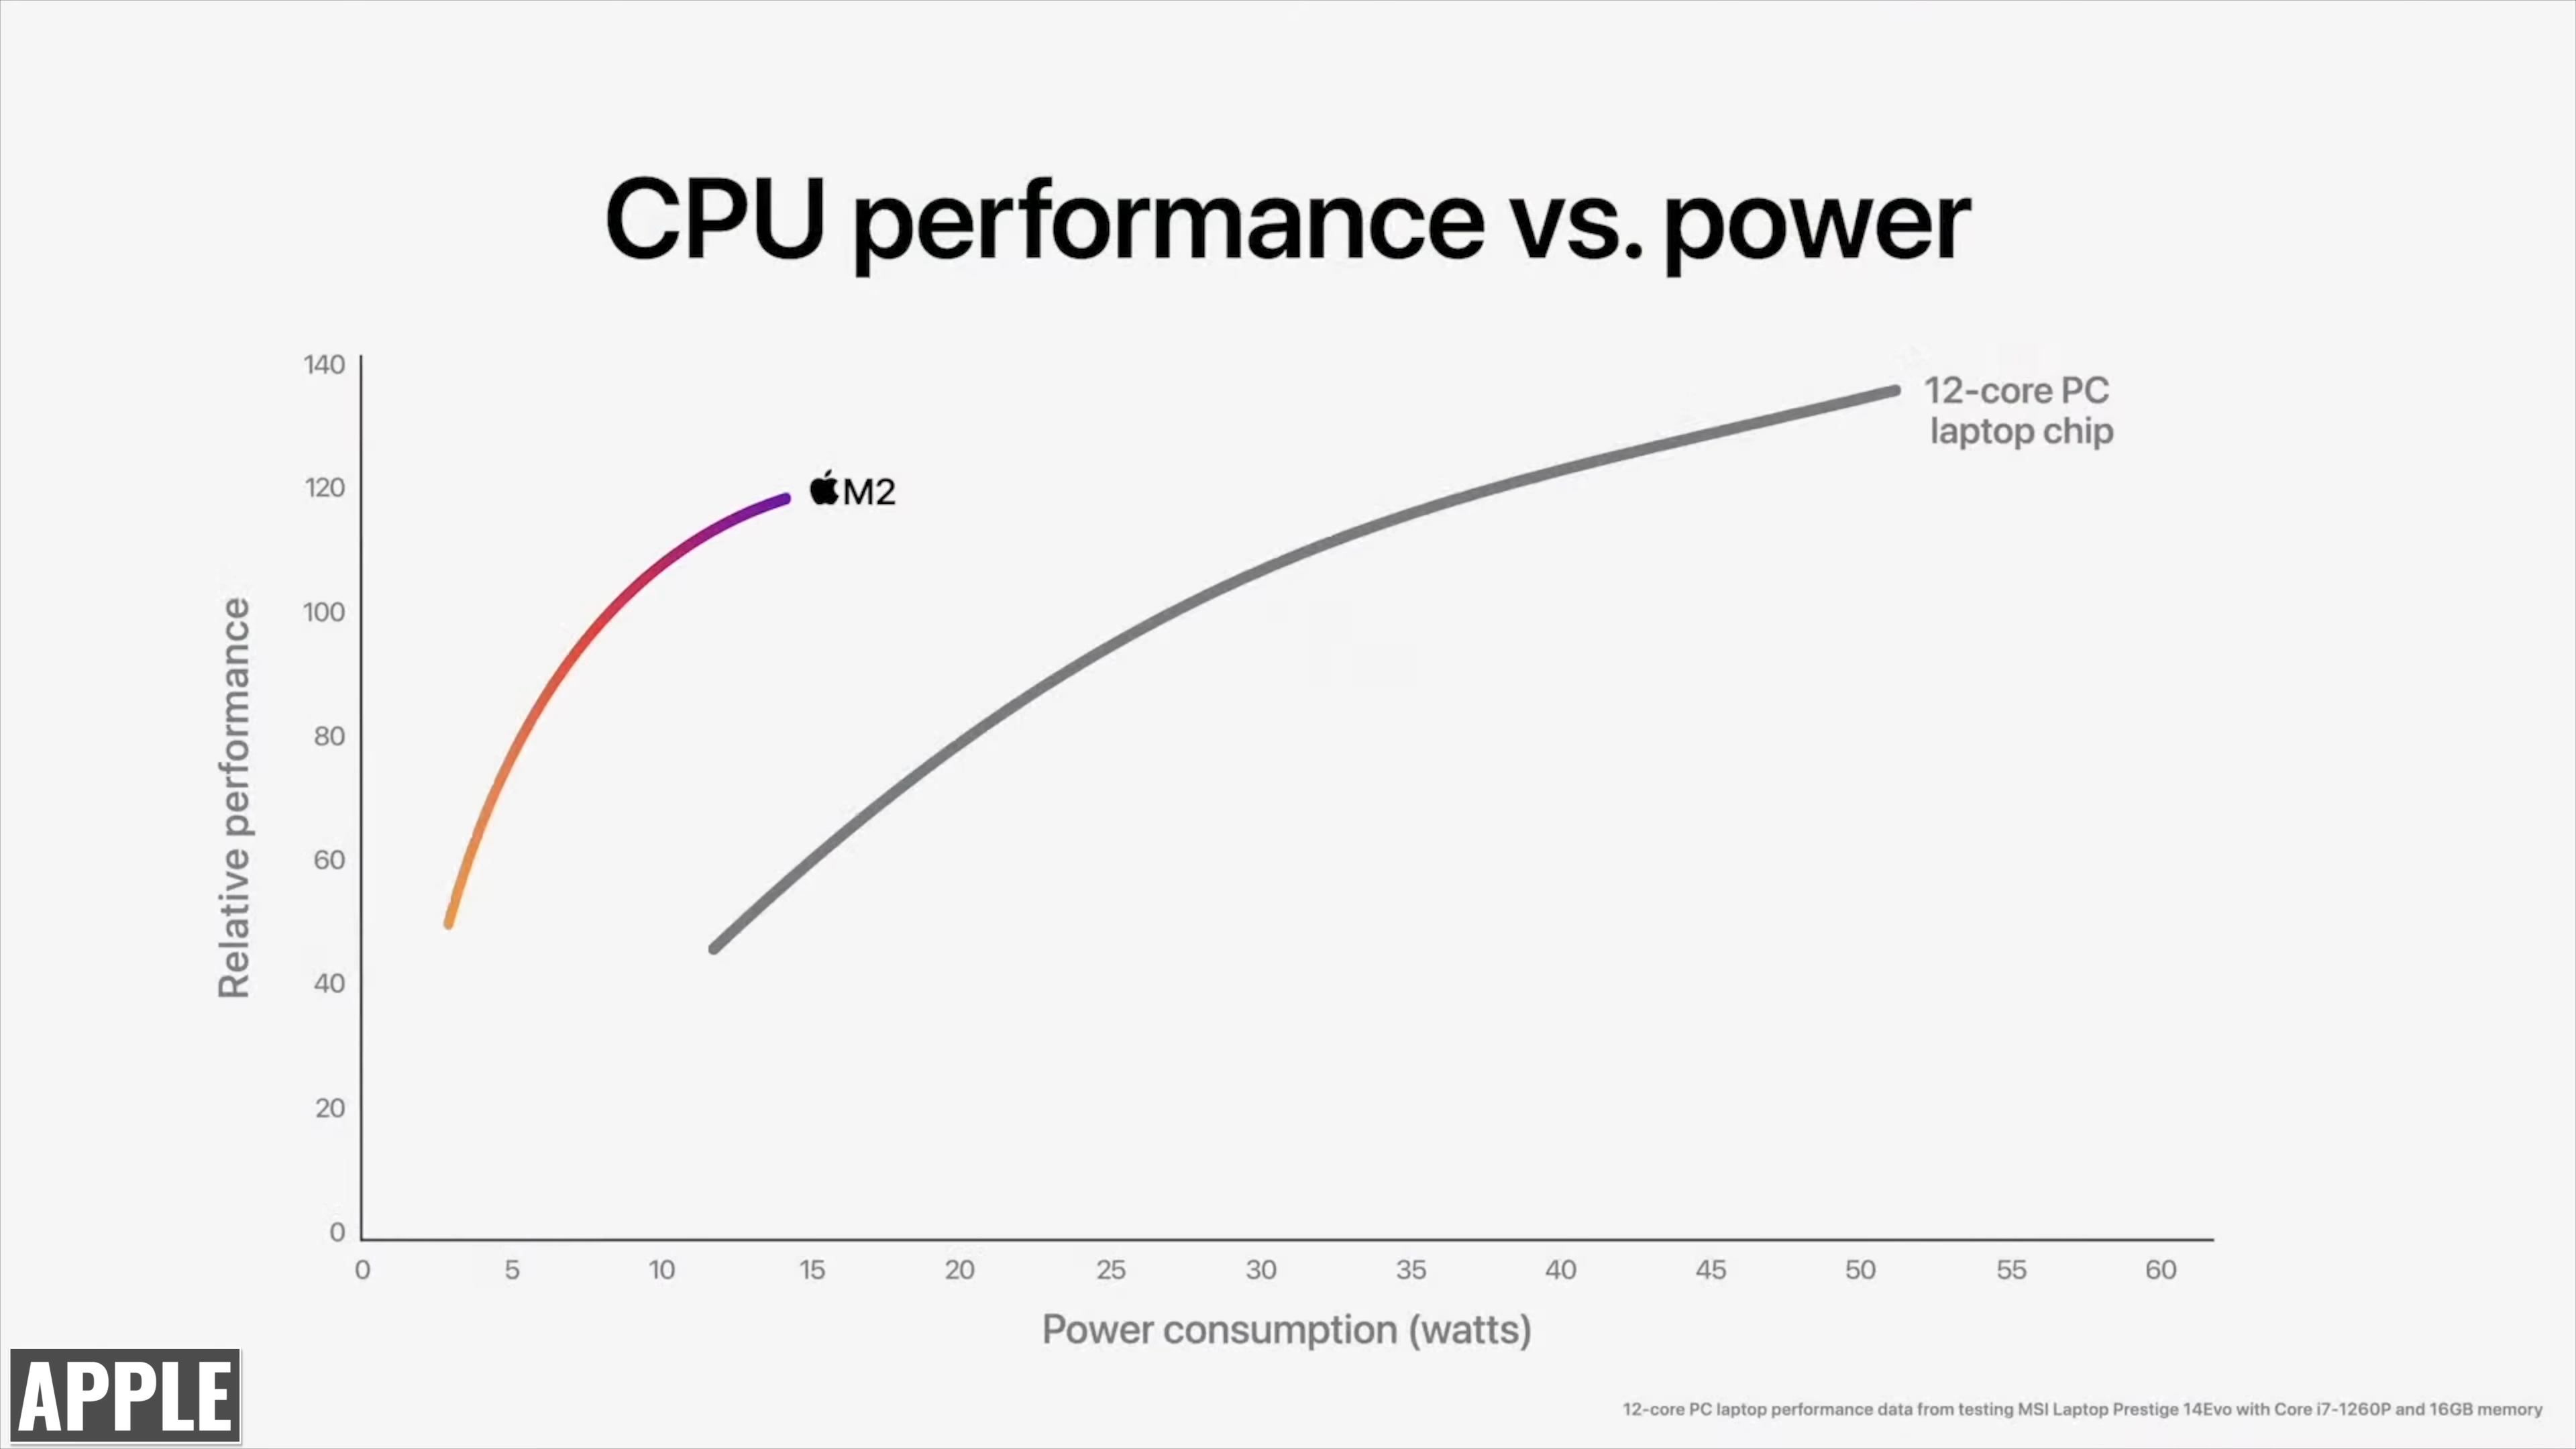 CPU performance vs. power
140
120
100
80
60
40
20
0
Relative performance
M2
12-core PC
laptop chip
0 5 10 15 20 25 30 35 40 45 50 55 60
Power consumption (watts)
APPLE
12-core PC laptop performance data from testing MSI Laptop Prestige 14Evo with Core i7-1260P and 16GB memory